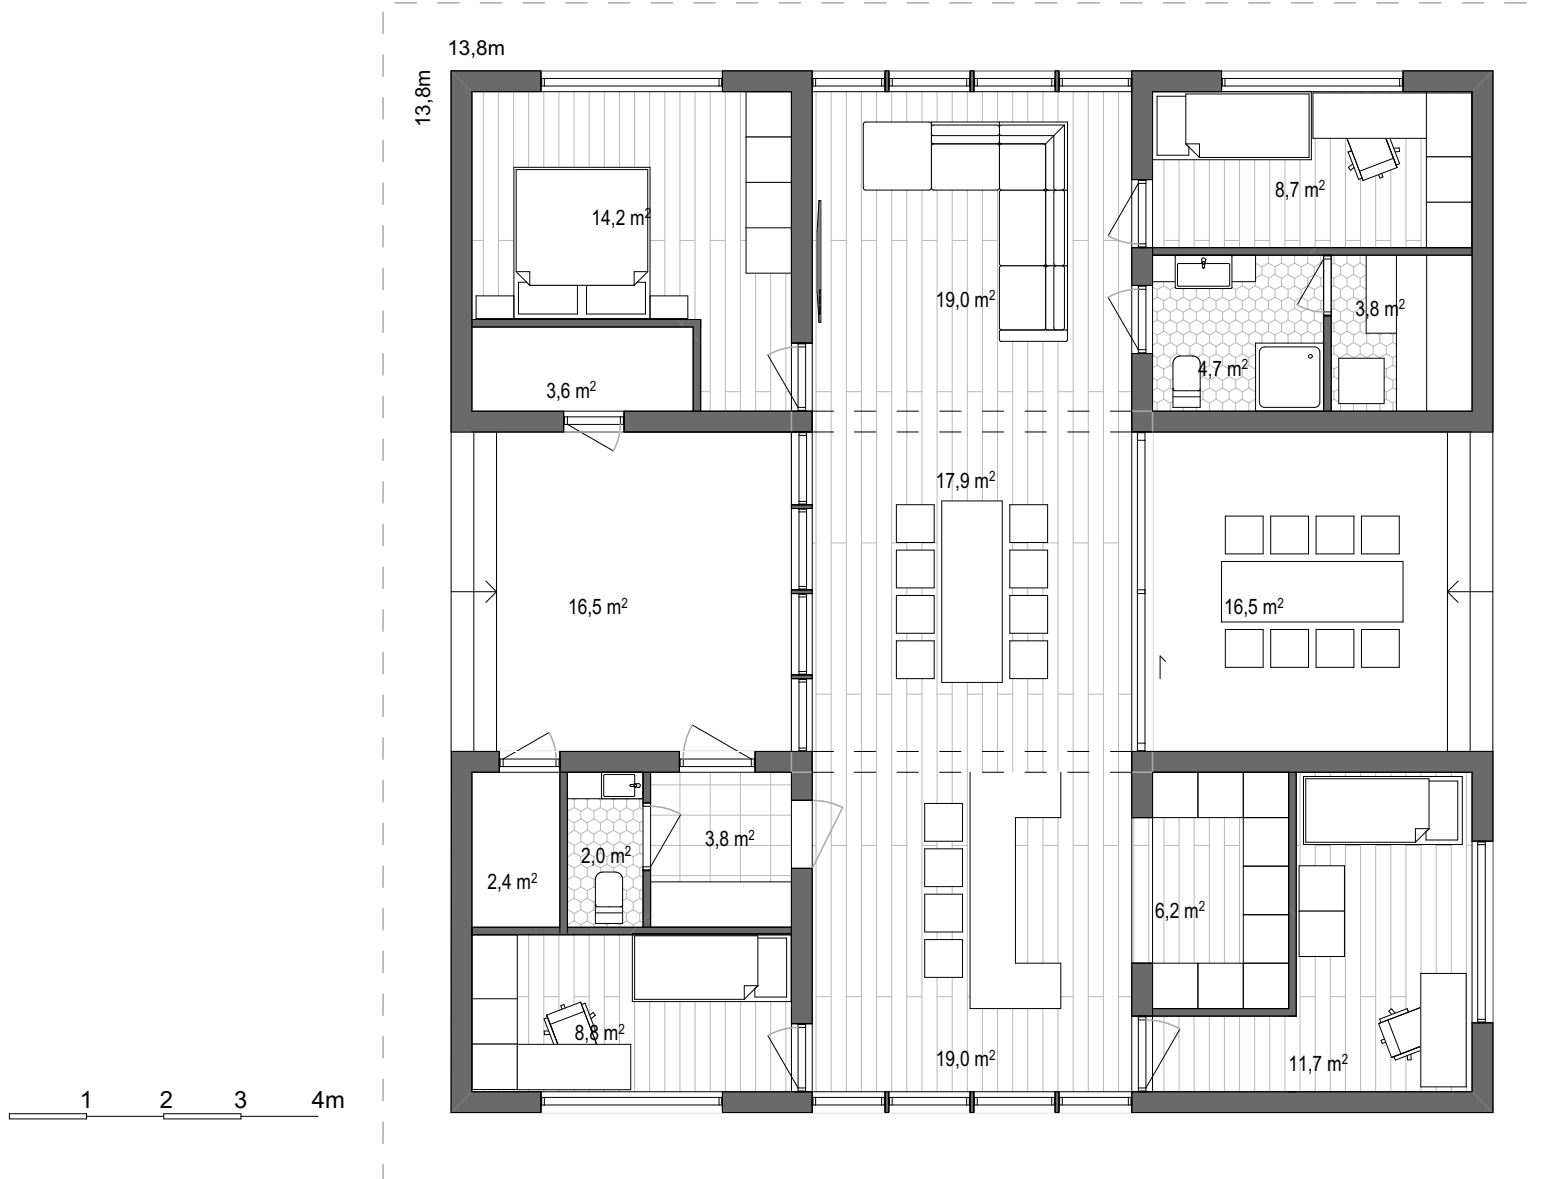 13,8m
13,8m
14,2 m²
8,7 m²
19,0 m²
3,8 m²
4,7 m²
3,6 m²
17,9 m²
16,5 m²
16,5 m²
3,8 m²
2,0 m²
2,4 m²
6,2 m²
8,8 m²
19,0 m²
11,7 m²
1 2 3 4m